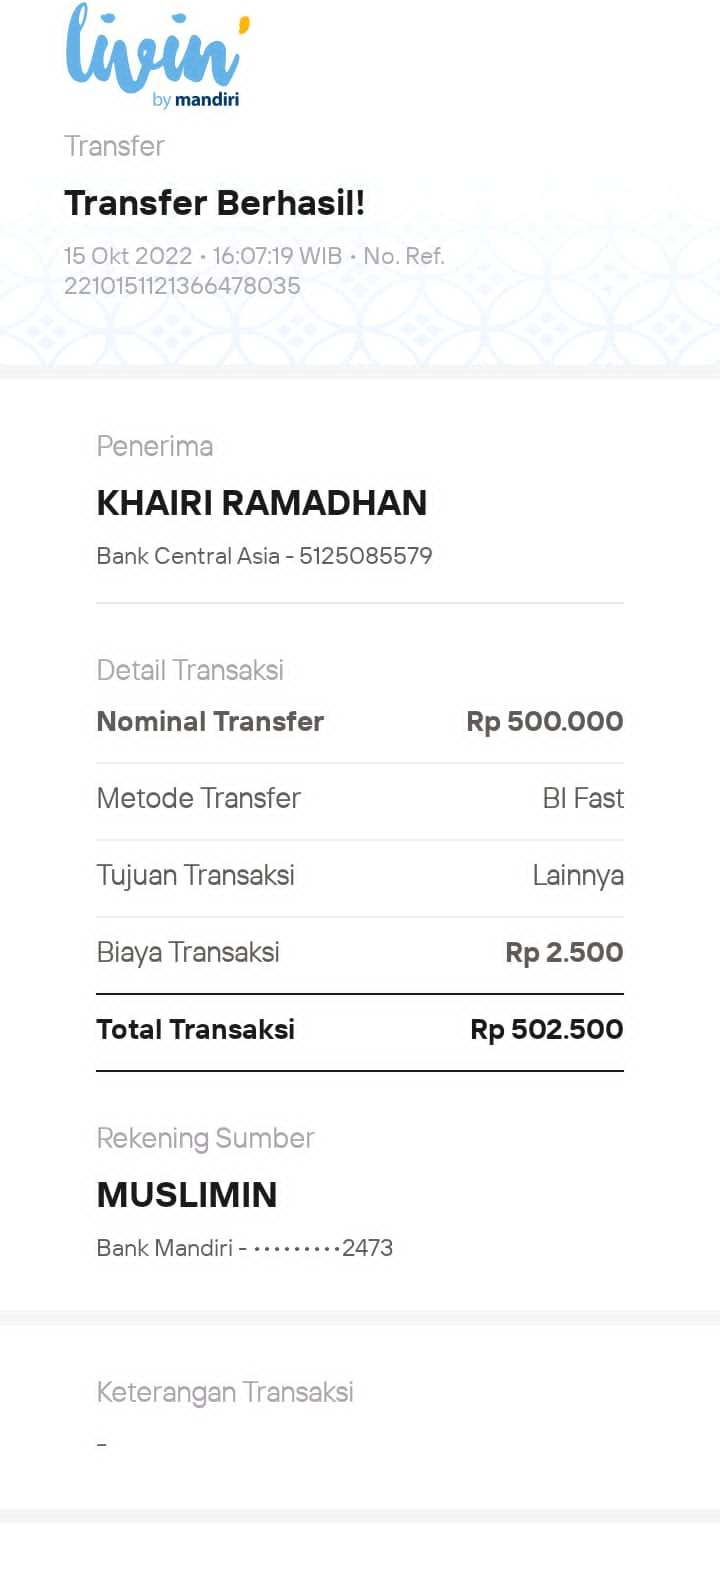 livin'
by mandiri
Transfer
Transfer Berhasil!
15 Okt 2022 • 16:07:19 WIB • No. Ref.
2210151121366478035
Penerima
KHAIRI RAMADHAN
Bank Central Asia - 5125085579
Detail Transaksi
Nominal Transfer Rp 500.000
Metode Transfer BI Fast
Tujuan Transaksi Lainnya
Biaya Transaksi Rp 2.500
Total Transaksi Rp 502.500
Rekening Sumber
MUSLIMIN
Bank Mandiri - •••••••••2473
Keterangan Transaksi
-